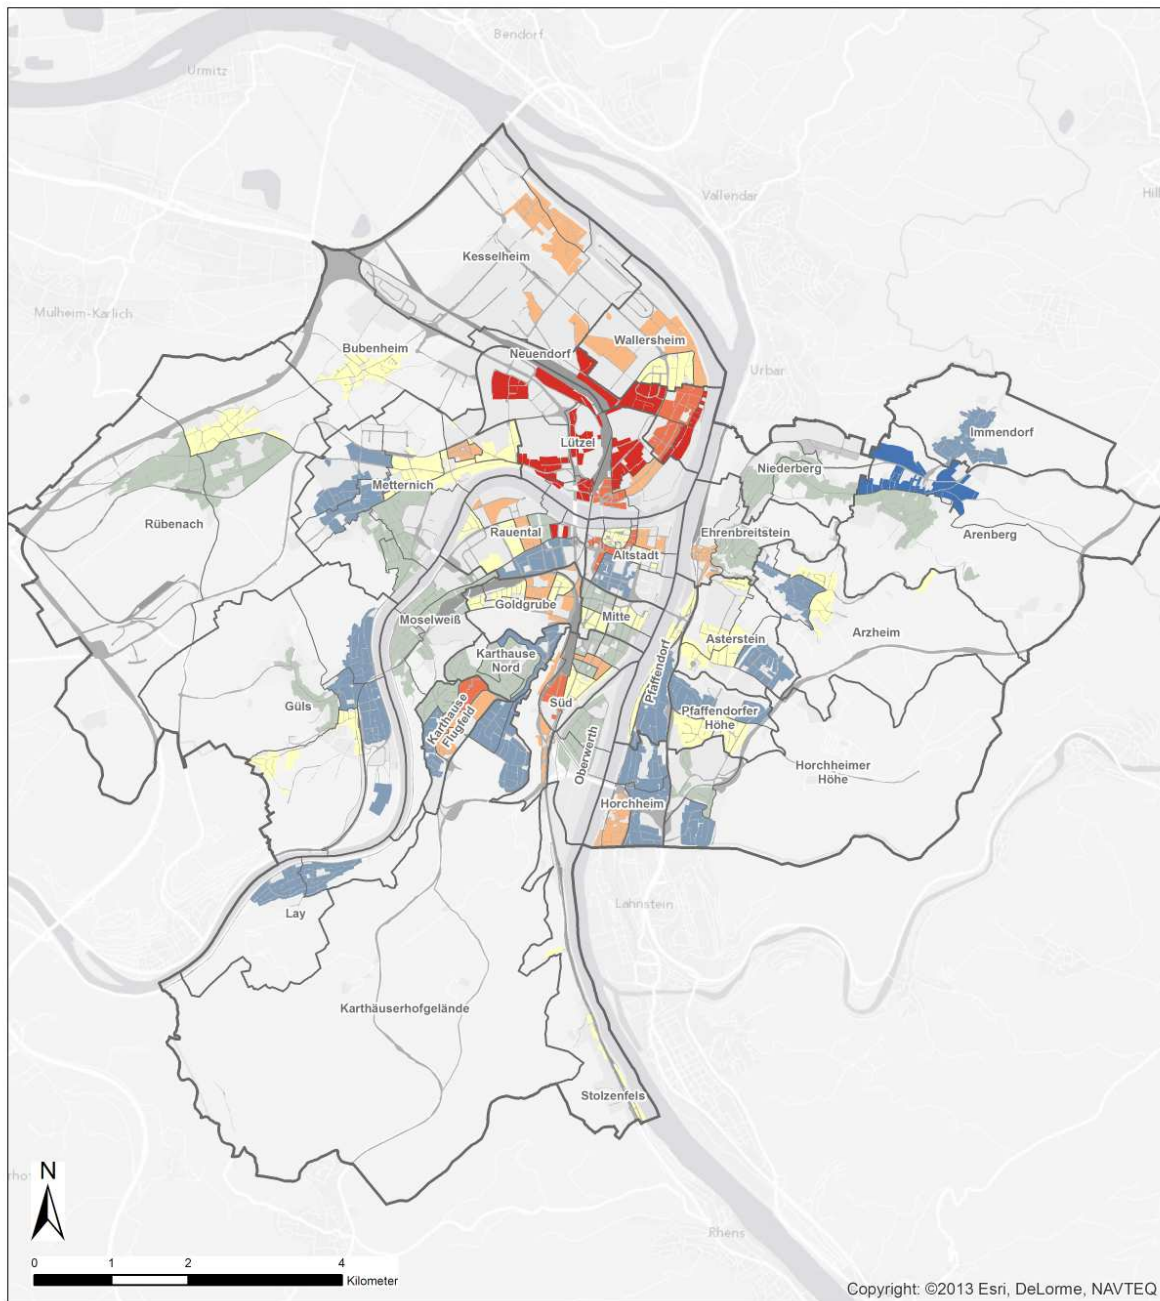 Bendorf
Urmitz
Vallendar
Kesselheim
Mülheim-Kärlich
Wallersheim
Bubenheim
Neuendorf
Urbar
Immendorf
Lützel
Niederberg
Metternich
Rübenach
Rauental
Altstadt
Ehrenbreitstein
Arenberg
Goldgrube
Moselweiß
Mitte
Arzheim
Asterstein
Karthause
Nord
Pfaffendorf
Güls
Karthause
Flugfeld
Süd
Pfaffendorfer
Höhe
Oberwerth
Horchheimer
Höhe
Horchheim
Lahnstein
Lay
Karthäuserhofgelände
Stolzenfels
Rhens
N
0 1 2 4
Kilometer
Copyright: ©2013 Esri, DeLorme, NAVTEQ